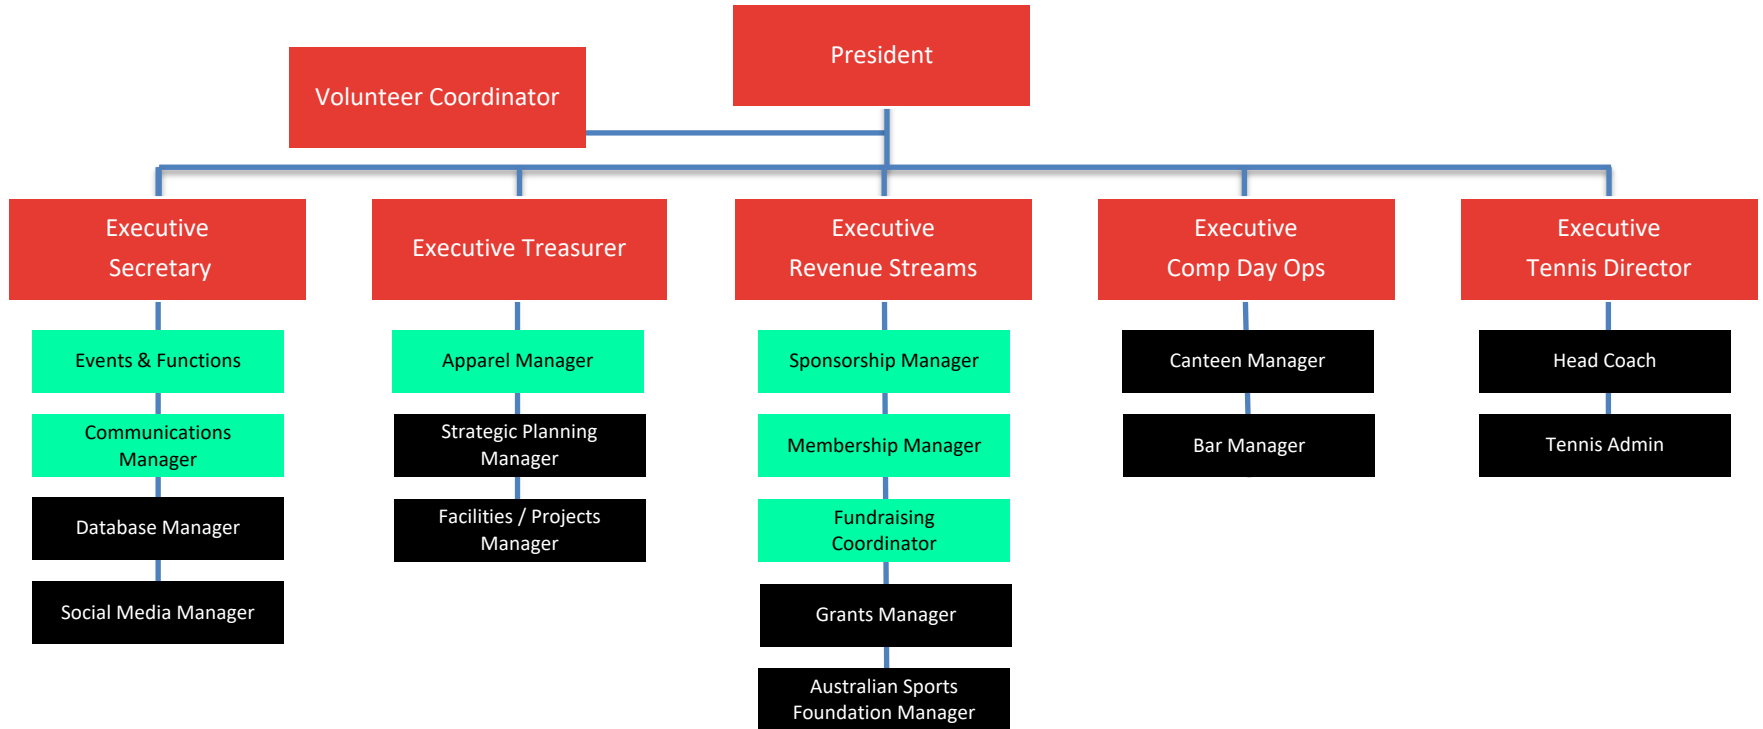 President
Volunteer Coordinator
Executive
Secretary
Executive Treasurer
Executive
Revenue Streams
Executive
Comp Day Ops
Executive
Tennis Director
Events & Functions
Communications
Manager
Database Manager
Social Media Manager
Apparel Manager
Strategic Planning
Manager
Facilities / Projects
Manager
Sponsorship Manager
Membership Manager
Fundraising
Coordinator
Grants Manager
Australian Sports
Foundation Manager
Canteen Manager
Bar Manager
Head Coach
Tennis Admin